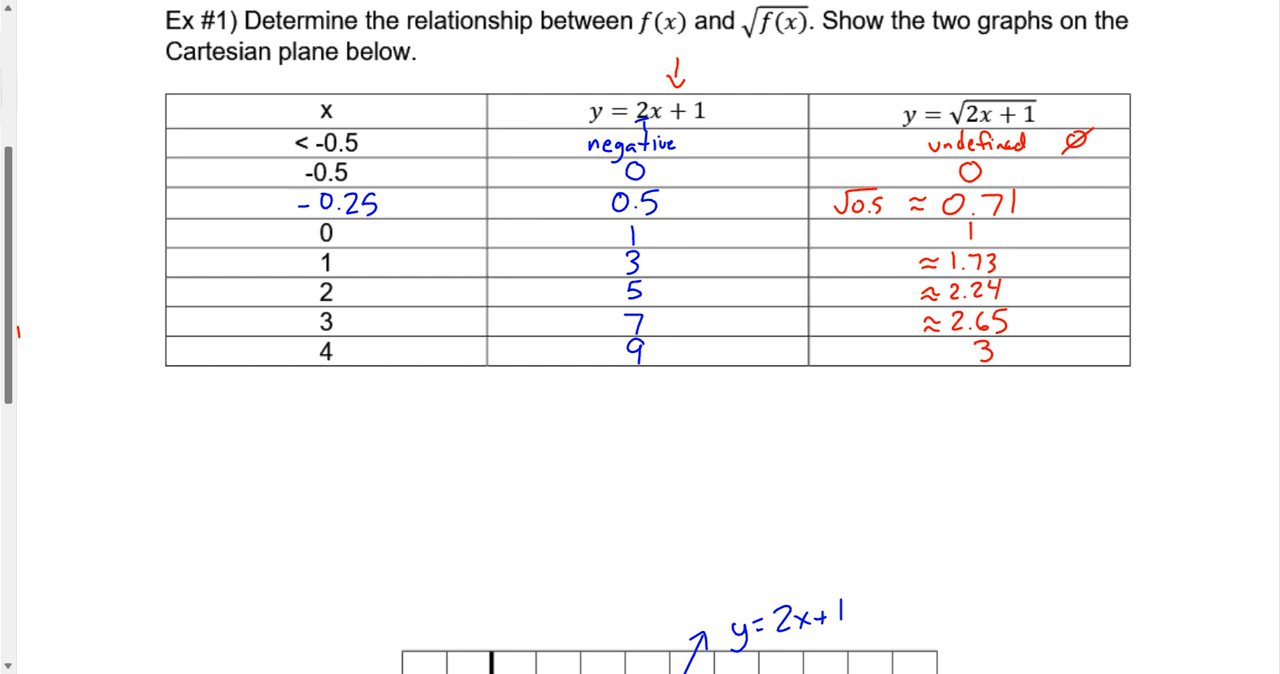 Ex #1) Determine the relationship between f(x) and √f(x). Show the two graphs on the
Cartesian plane below.
x y = 2x + 1 y = √2x + 1
< -0.5 negative undefined ∅
-0.5 0 0
- 0.25 0.5 √0.5 ≈ 0.71
0 1 1
1 3 ≈ 1.73
2 5 ≈ 2.24
3 7 ≈ 2.65
4 9 3
y = 2x + 1